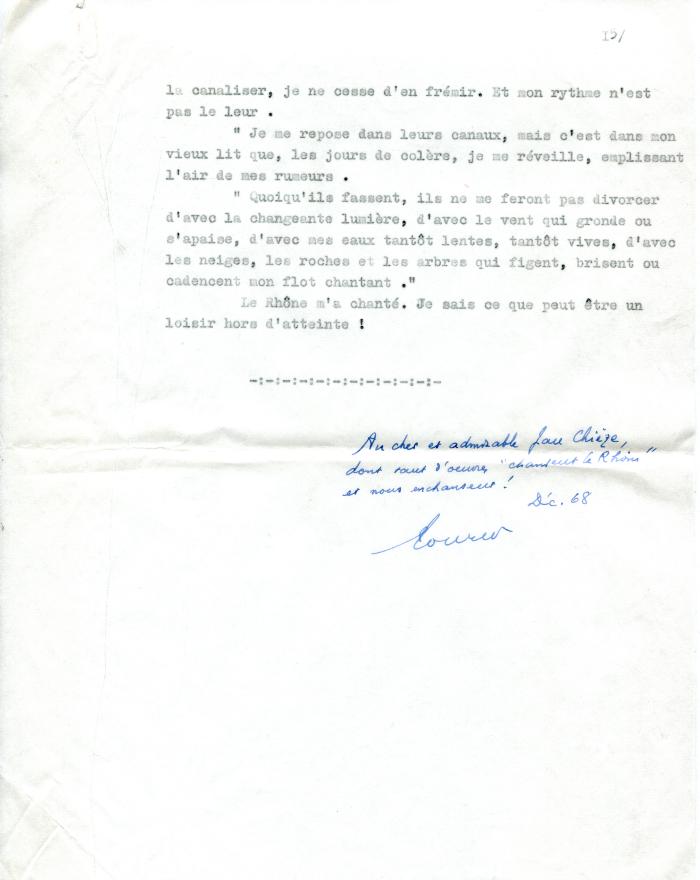 15/
la canaliser, je ne cesse d'en frémir. Et mon rythme n'est
pas le leur .
" Je me repose dans leurs canaux, mais c'est dans mon
vieux lit que, les jours de colère, je me réveille, emplissant
l'air de mes rumeurs .
" Quoiqu'ils fassent, ils ne me feront pas divorcer
d'avec la changeante lumière, d'avec le vent qui gronde ou
s'apaise, d'avec mes eaux tantôt lentes, tantôt vives, d'avec
les neiges, les roches et les arbres qui figent, brisent ou
cadencent mon flot chantant ."
Le Rhône m'a chanté. Je sais ce que peut être un
loisir hors d'atteinte !
-:-:-:-:-:-:-:-:-:-:-
Au cher et admirable Jean Chièze,
dont tant d'oeuvres "chantent le Rhône"
et nous enchantent !
Déc. 68